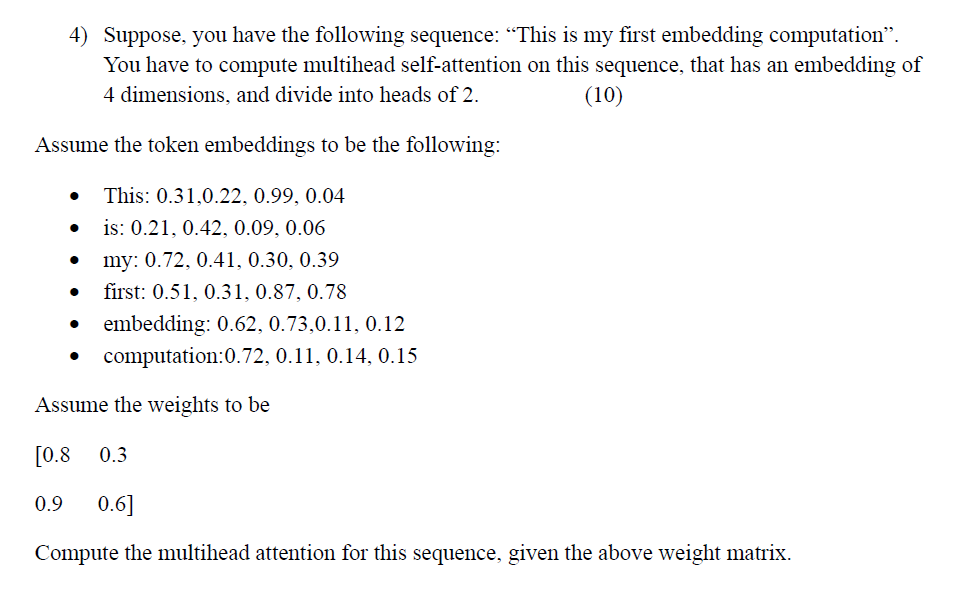 4) Suppose, you have the following sequence: “This is my first embedding computation”.
You have to compute multihead self-attention on this sequence, that has an embedding of
4 dimensions, and divide into heads of 2. (10)
Assume the token embeddings to be the following:
• This: 0.31,0.22, 0.99, 0.04
• is: 0.21, 0.42, 0.09, 0.06
• my: 0.72, 0.41, 0.30, 0.39
• first: 0.51, 0.31, 0.87, 0.78
• embedding: 0.62, 0.73,0.11, 0.12
• computation:0.72, 0.11, 0.14, 0.15
Assume the weights to be
[0.8 0.3
0.9 0.6]
Compute the multihead attention for this sequence, given the above weight matrix.